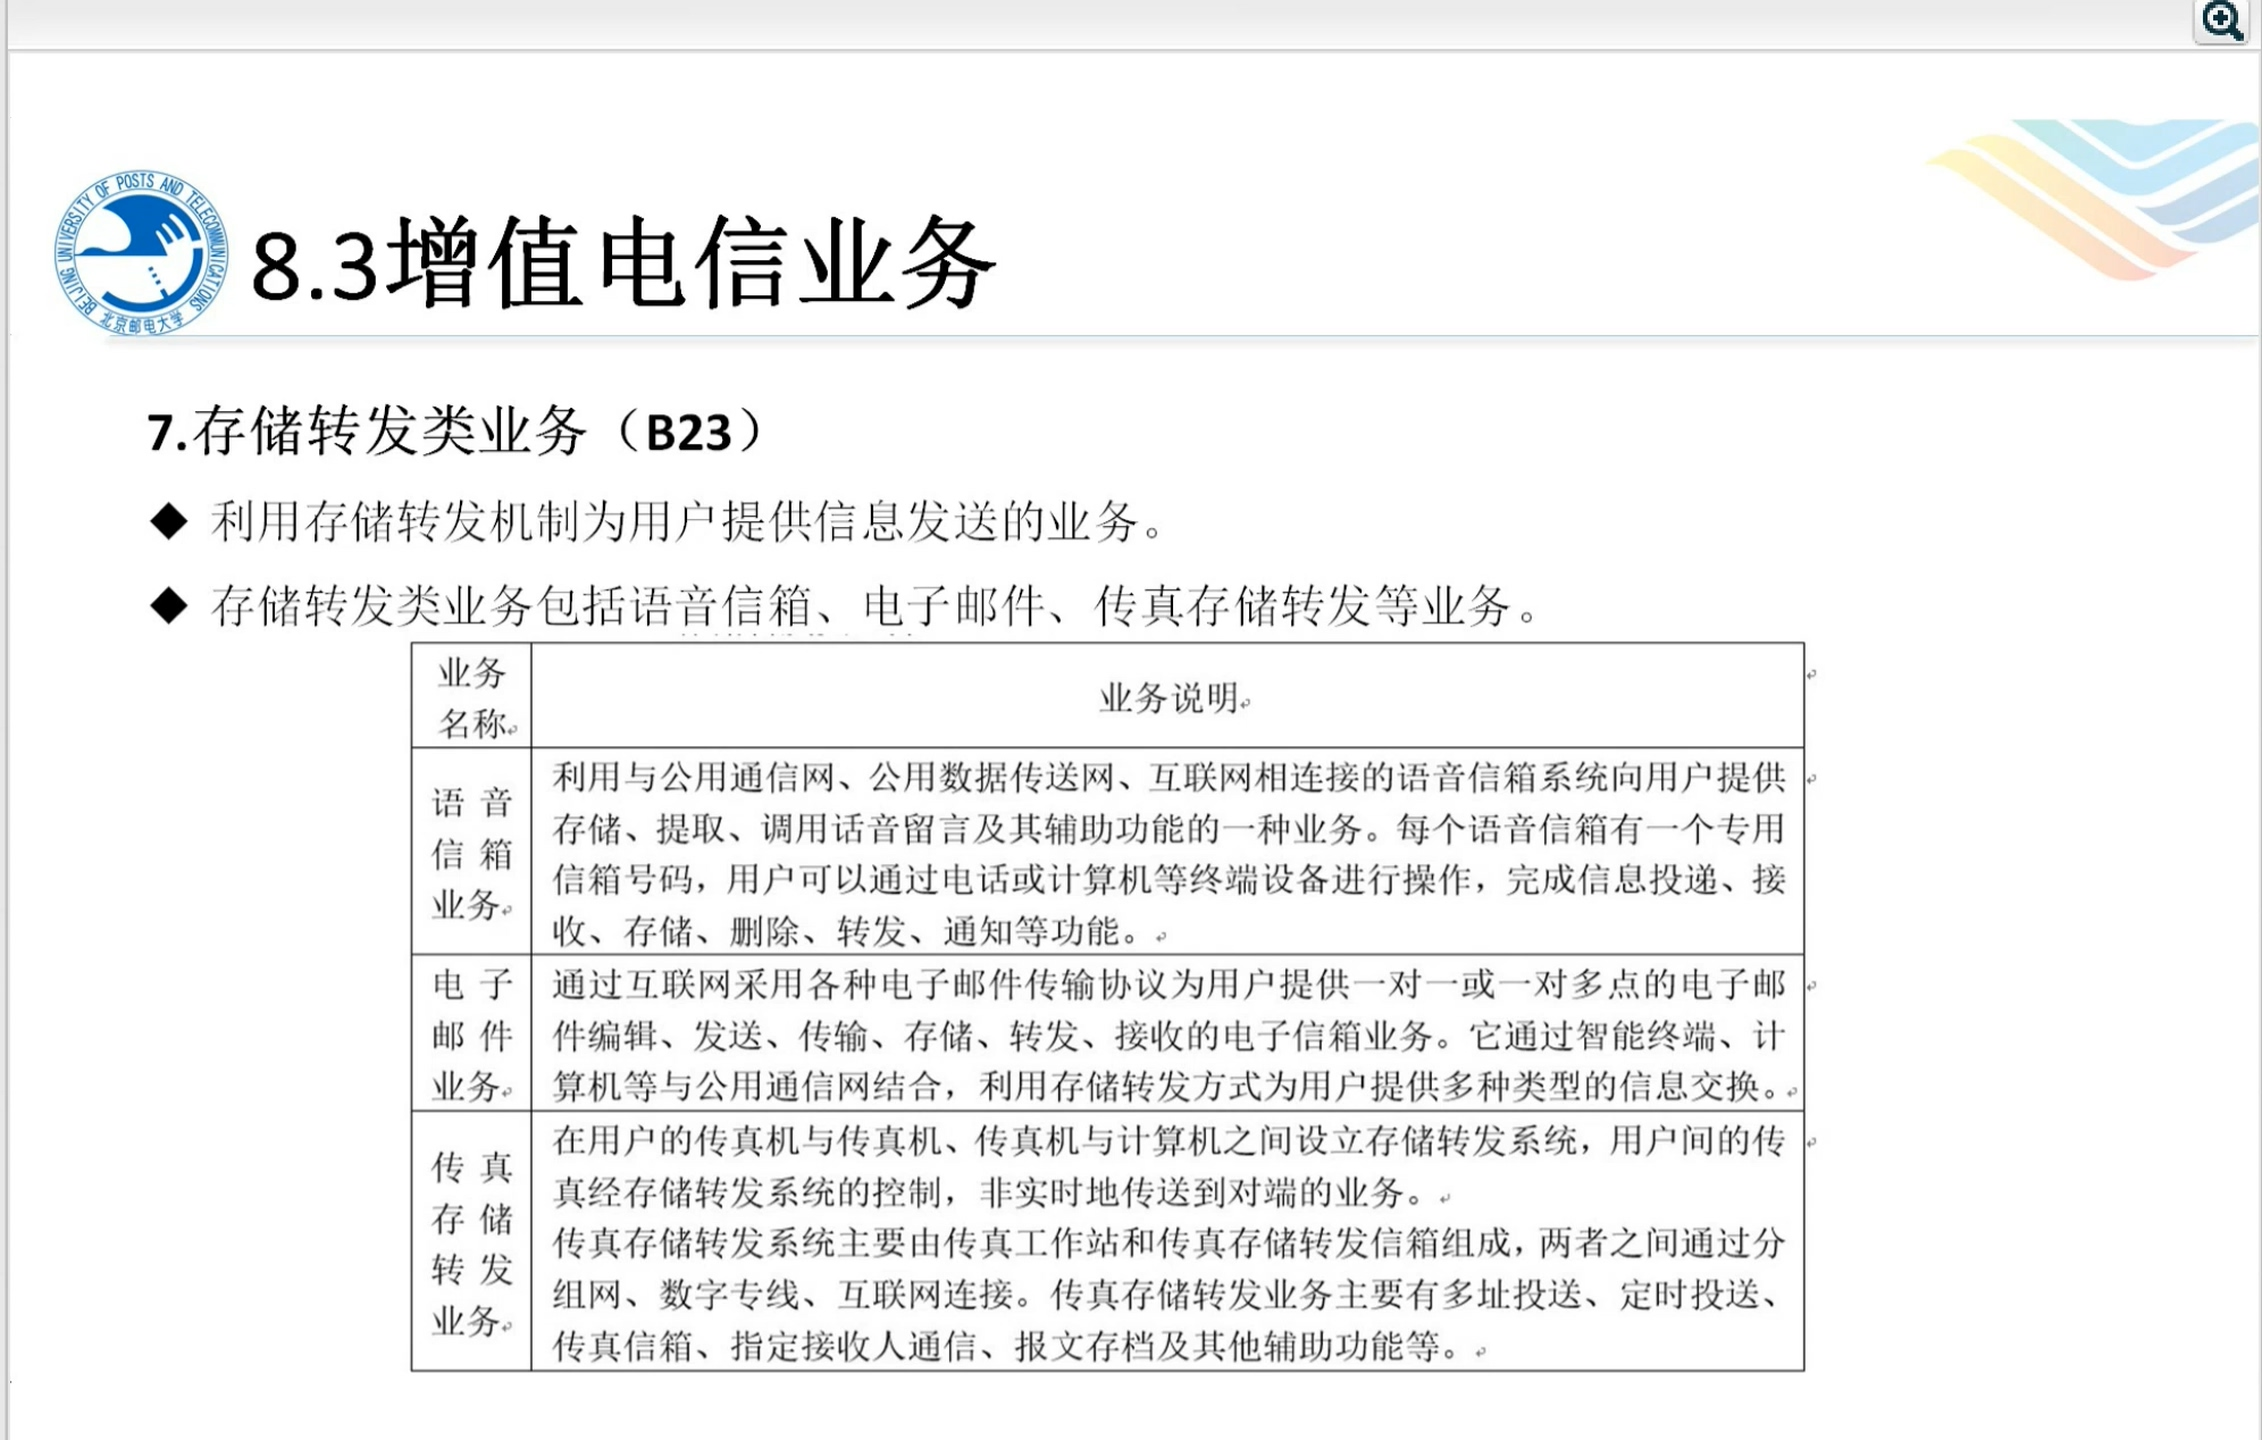 BEIJING UNIVERSITY OF POSTS AND TELECOMMUNICATIONS
北京邮电大学
8.3增值电信业务
7.存储转发类业务（B23）
◆ 利用存储转发机制为用户提供信息发送的业务。
◆ 存储转发类业务包括语音信箱、电子邮件、传真存储转发等业务。
业务
名称
业务说明
语音
信箱
业务
利用与公用通信网、公用数据传送网、互联网相连接的语音信箱系统向用户提供
存储、提取、调用话音留言及其辅助功能的一种业务。每个语音信箱有一个专用
信箱号码，用户可以通过电话或计算机等终端设备进行操作，完成信息投递、接
收、存储、删除、转发、通知等功能。
电子
邮件
业务
通过互联网采用各种电子邮件传输协议为用户提供一对一或一对多点的电子邮
件编辑、发送、传输、存储、转发、接收的电子信箱业务。它通过智能终端、计
算机等与公用通信网结合，利用存储转发方式为用户提供多种类型的信息交换。
传真
存储
转发
业务
在用户的传真机与传真机、传真机与计算机之间设立存储转发系统，用户间的传
真经存储转发系统的控制，非实时地传送到对端的业务。
传真存储转发系统主要由传真工作站和传真存储转发信箱组成，两者之间通过分
组网、数字专线、互联网连接。传真存储转发业务主要有多址投送、定时投送、
传真信箱、指定接收人通信、报文存档及其他辅助功能等。